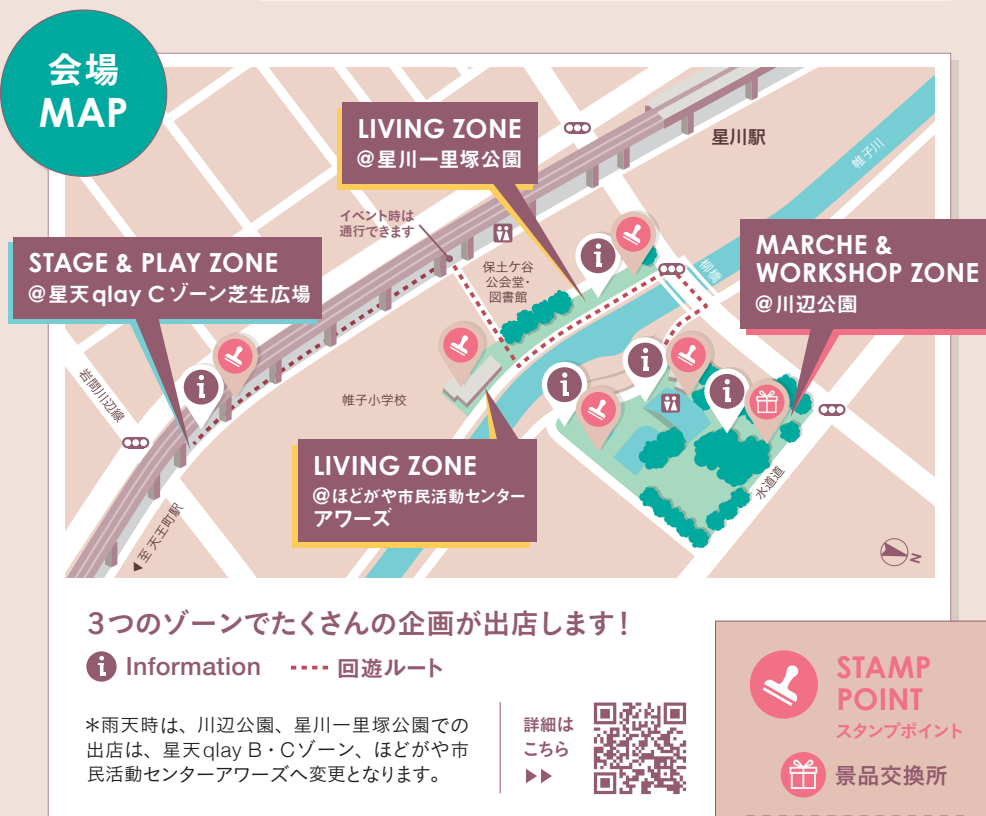 会場
MAP
LIVING ZONE
@星川一里塚公園
星川駅
帷子川
イベント時は
通行できます
STAGE & PLAY ZONE
@星天qlay Cゾーン芝生広場
保土ケ谷
公会堂・
図書館
柳橋
MARCHE &
WORKSHOP ZONE
@川辺公園
岩間川辺線
帷子小学校
LIVING ZONE
@ほどがや市民活動センター
アワーズ
水道道
◀至天王町駅
N
3つのゾーンでたくさんの企画が出店します!
i Information ---- 回遊ルート
*雨天時は、川辺公園、星川一里塚公園での
出店は、星天qlay B・Cゾーン、ほどがや市
民活動センターアワーズへ変更となります。
詳細は
こちら
▶▶
STAMP
POINT
スタンプポイント
景品交換所